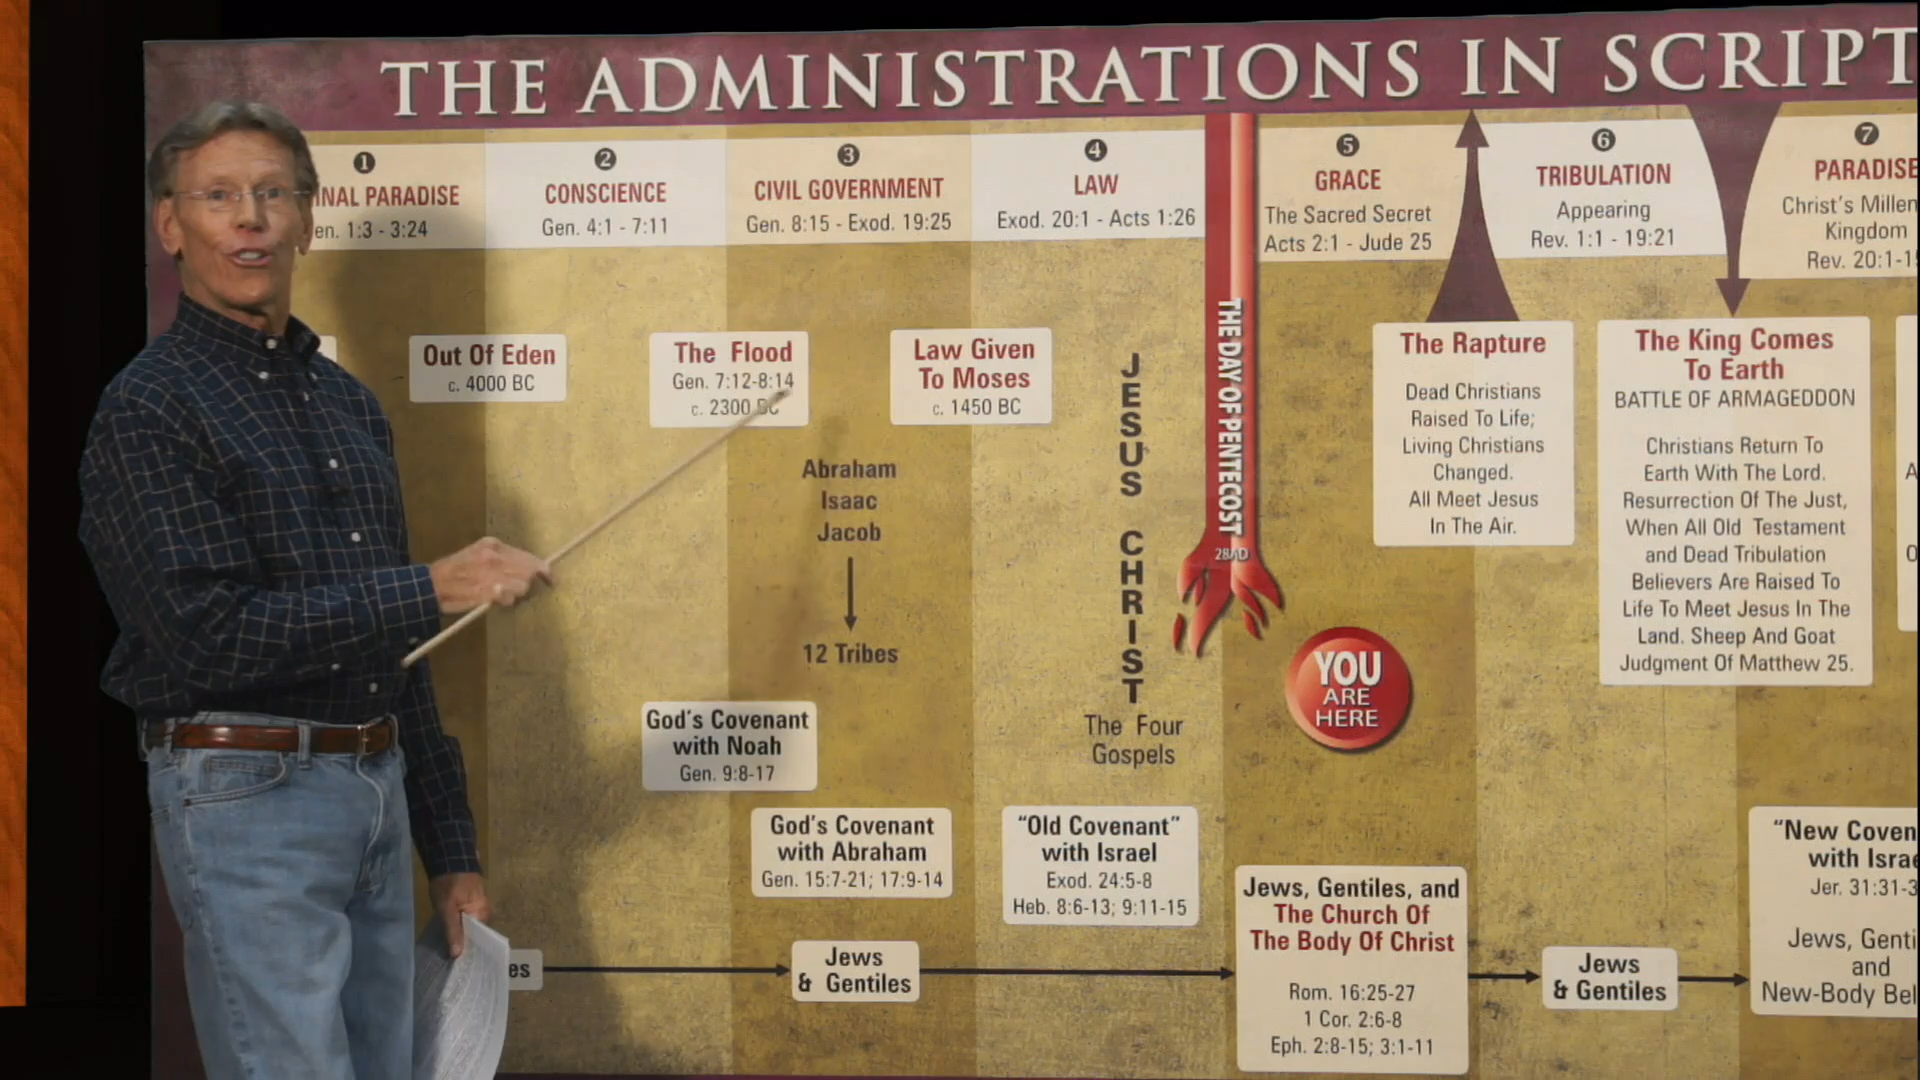 THE ADMINISTRATIONS IN SCRIPT
1
INAL PARADISE
en. 1:3 - 3:24
2
CONSCIENCE
Gen. 4:1 - 7:11
3
CIVIL GOVERNMENT
Gen. 8:15 - Exod. 19:25
4
LAW
Exod. 20:1 - Acts 1:26
5
GRACE
The Sacred Secret
Acts 2:1 - Jude 25
6
TRIBULATION
Appearing
Rev. 1:1 - 19:21
7
PARADISE
Christ's Millen
Kingdom
Rev. 20:1-1
Out Of Eden
c. 4000 BC
The Flood
Gen. 7:12-8:14
c. 2300 BC
Law Given
To Moses
c. 1450 BC
Abraham
Isaac
Jacob
12 Tribes
JESUS CHRIST
The Four
Gospels
THE DAY OF PENTECOST
28AD
YOU
ARE
HERE
The Rapture
Dead Christians
Raised To Life;
Living Christians
Changed.
All Meet Jesus
In The Air.
The King Comes
To Earth
BATTLE OF ARMAGEDDON
Christians Return To
Earth With The Lord.
Resurrection Of The Just,
When All Old Testament
and Dead Tribulation
Believers Are Raised To
Life To Meet Jesus In The
Land. Sheep And Goat
Judgment Of Matthew 25.
God's Covenant
with Noah
Gen. 9:8-17
God's Covenant
with Abraham
Gen. 15:7-21; 17:9-14
"Old Covenant"
with Israel
Exod. 24:5-8
Heb. 8:6-13; 9:11-15
Jews, Gentiles, and
The Church Of
The Body Of Christ
Rom. 16:25-27
1 Cor. 2:6-8
Eph. 2:8-15; 3:1-11
"New Coven
with Israe
Jer. 31:31-3
Jews, Genti
and
New-Body Bel
es
Jews
& Gentiles
Jews
& Gentiles